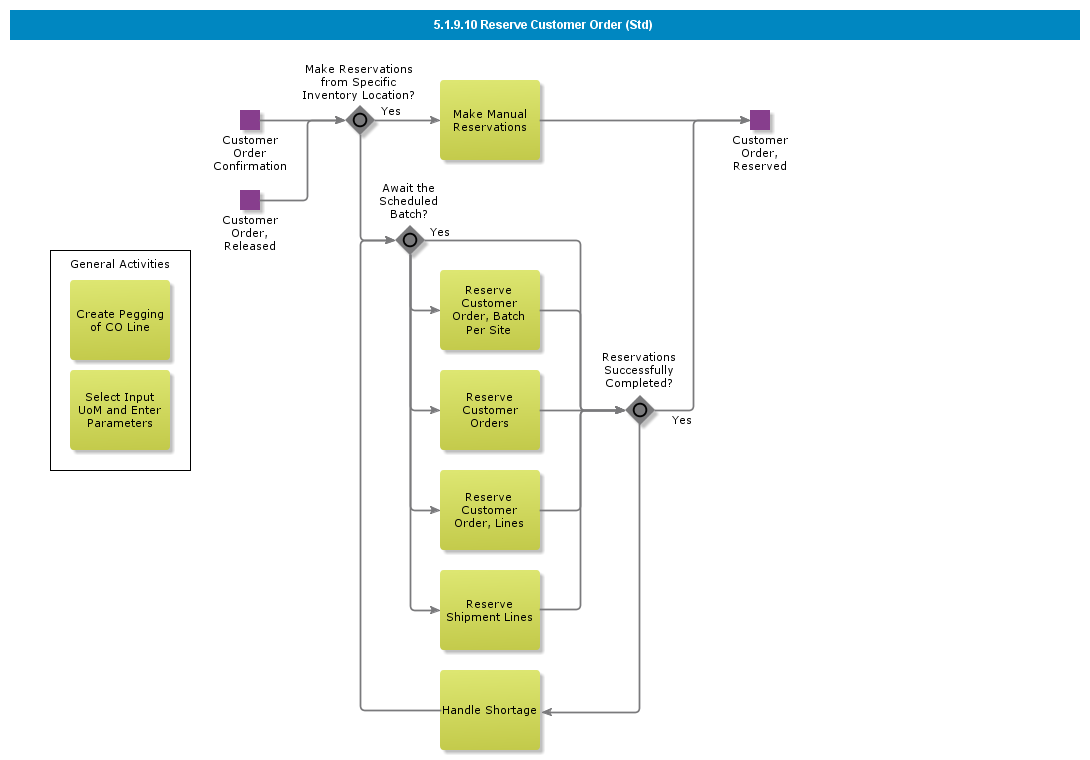 5.1.9.10 Reserve Customer Order (Std)
Make Reservations
from Specific
Inventory Location?
Yes
Make Manual
Reservations
Customer
Order
Confirmation
Customer
Order,
Reserved
Customer
Order,
Released
Await the
Scheduled
Batch?
Yes
General Activities
Create Pegging
of CO Line
Select Input
UoM and Enter
Parameters
Reserve
Customer
Order, Batch
Per Site
Reservations
Successfully
Completed?
Yes
Reserve
Customer
Orders
Reserve
Customer
Order, Lines
Reserve
Shipment Lines
Handle Shortage